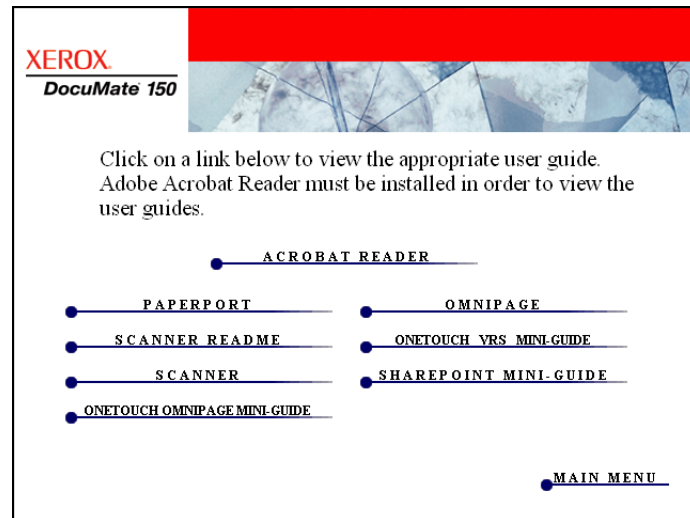 XEROX
DocuMate 150
Click on a link below to view the appropriate user guide.
Adobe Acrobat Reader must be installed in order to view the
user guides.
ACROBAT READER
PAPERPORT
OMNIPAGE
SCANNER README
ONETOUCH VRS MINI-GUIDE
SCANNER
SHAREPOINT MINI-GUIDE
ONETOUCH OMNIPAGE MINI-GUIDE
MAIN MENU